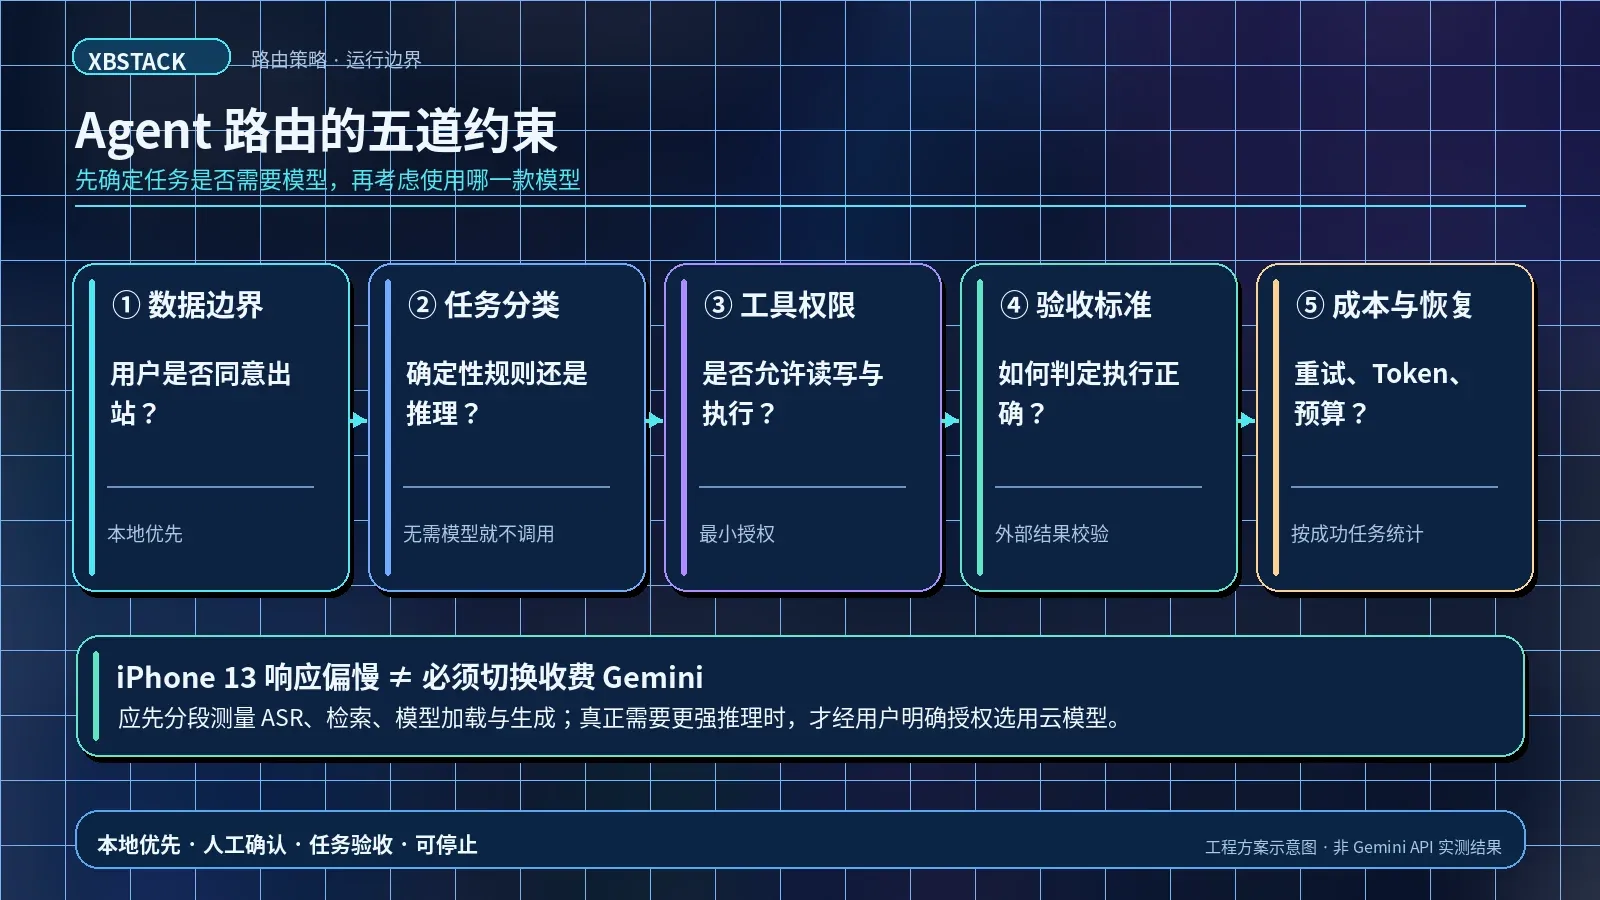 XBSTACK
路由策略 · 运行边界
Agent 路由的五道约束
先确定任务是否需要模型，再考虑使用哪一款模型
① 数据边界
用户是否同意出
站？
本地优先
② 任务分类
确定性规则还是
推理？
无需模型就不调用
③ 工具权限
是否允许读写与
执行？
最小授权
④ 验收标准
如何判定执行正
确？
外部结果校验
⑤ 成本与恢复
重试、Token、
预算？
按成功任务统计
iPhone 13 响应偏慢 ≠ 必须切换收费 Gemini
应先分段测量 ASR、检索、模型加载与生成；真正需要更强推理时，才经用户明确授权选用云模型。
本地优先 · 人工确认 · 任务验收 · 可停止
工程方案示意图 · 非 Gemini API 实测结果